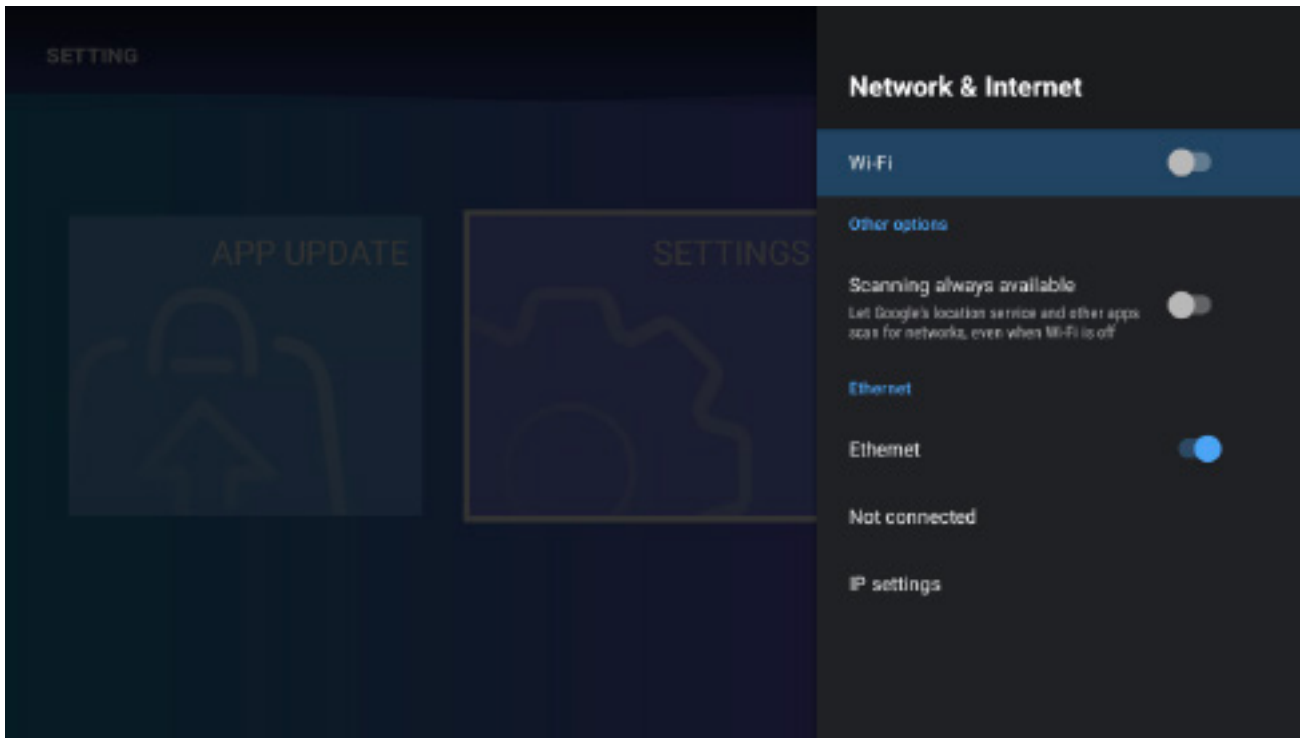 SETTING
APP UPDATE
SETTINGS
Network & Internet
Wi-Fi
Other options
Scanning always available
Let Google's location service and other apps
scan for networks, even when Wi-Fi is off
Ethernet
Ethernet
Not connected
IP settings